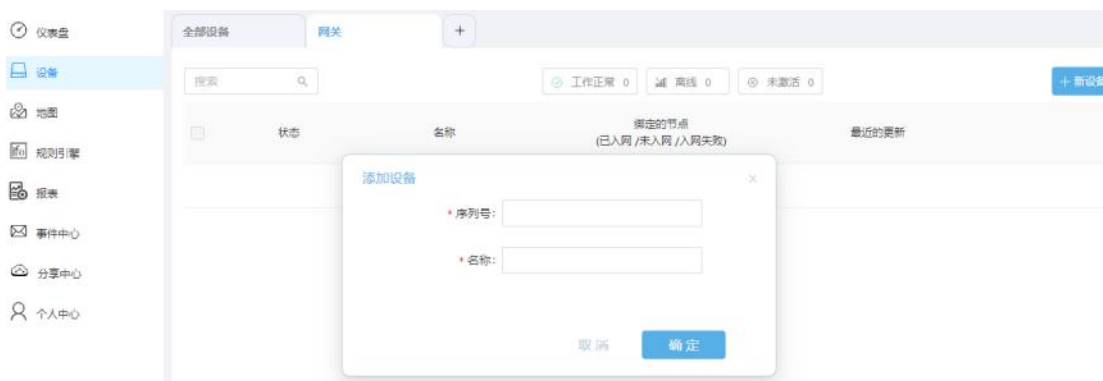 仪表盘
设备
地图
规则引擎
报表
事件中心
分享中心
个人中心
全部设备 网关 +
搜索 工作正常 0 离线 0 未激活 0 + 新设备
状态 名称 绑定的节点 最近的更新
(已入网 /未入网 /入网失败)
添加设备 ×
* 序列号:
* 名称:
取消 确定